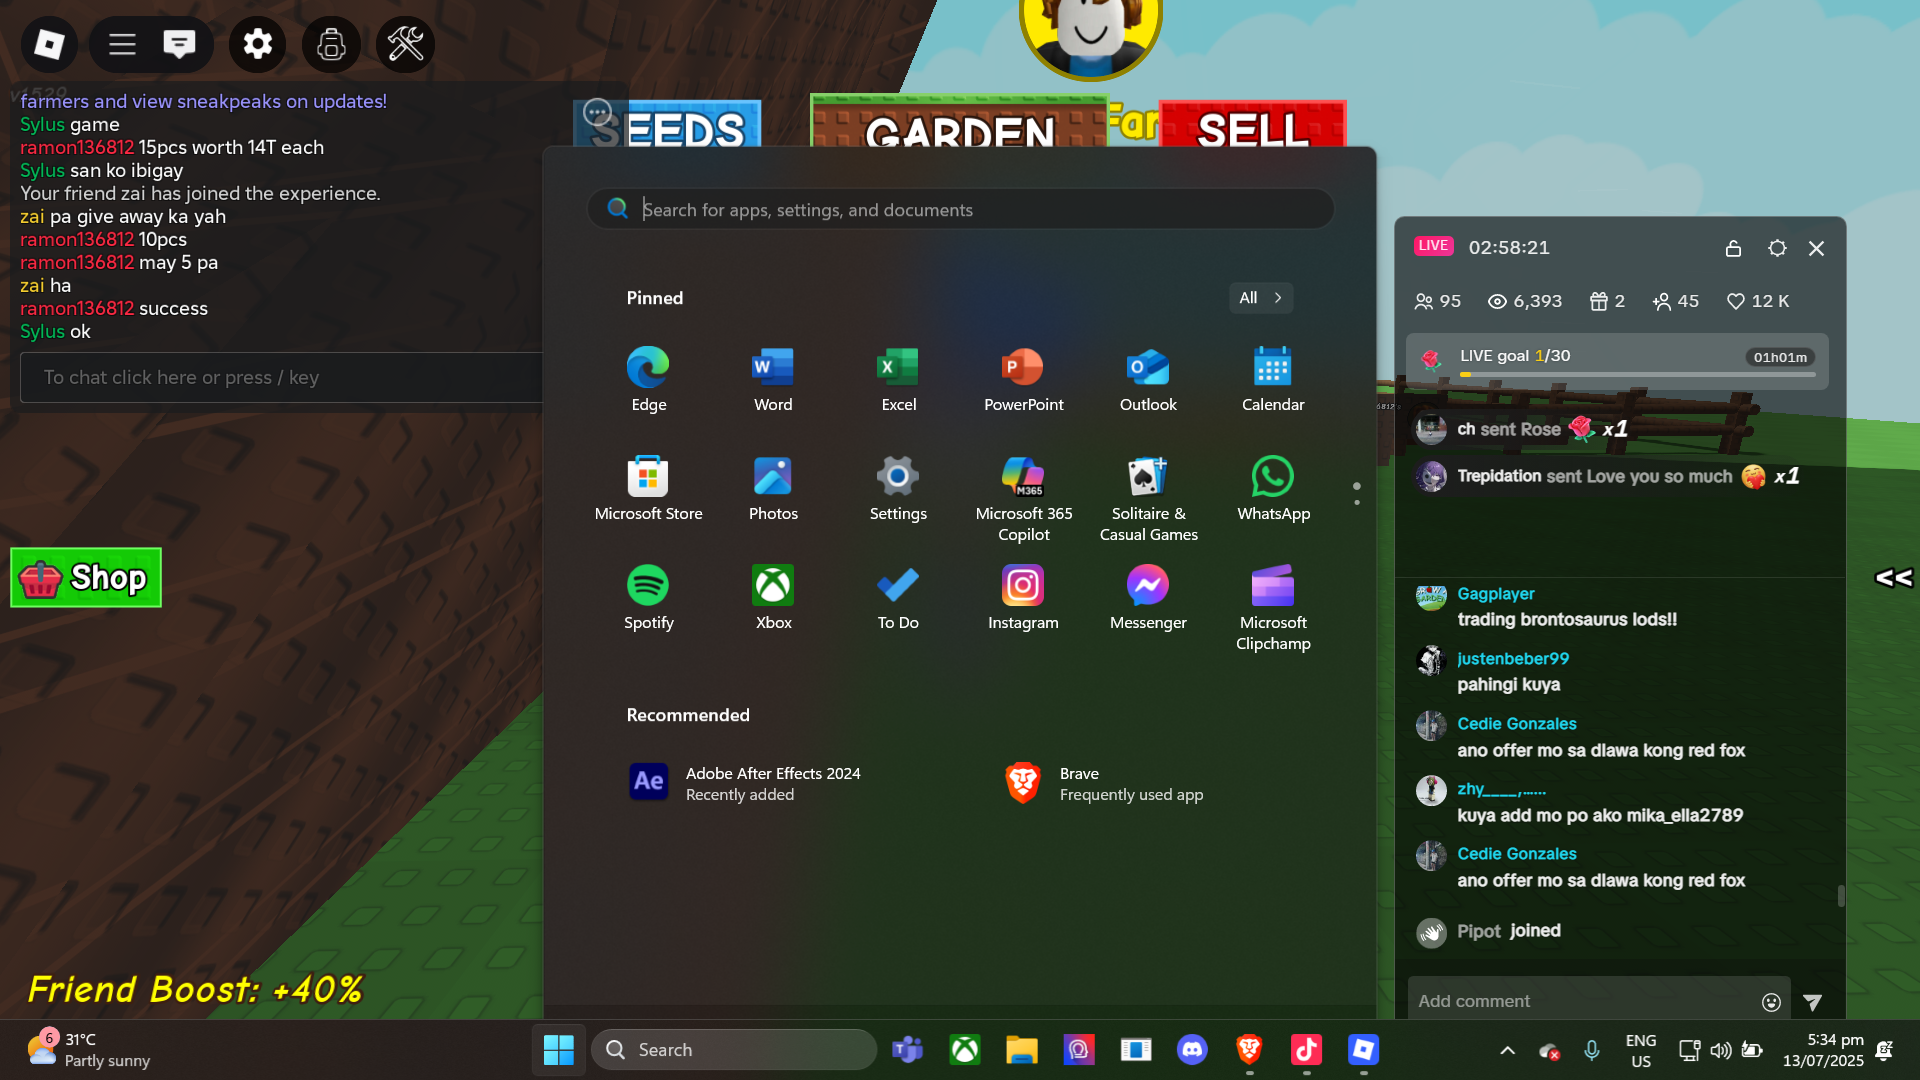 v1529
farmers and view sneakpeaks on updates!
Sylus game
ramon136812 15pcs worth 14T each
Sylus san ko ibigay
Your friend zai has joined the experience.
zai pa give away ka yah
ramon136812 10pcs
ramon136812 may 5 pa
zai ha
ramon136812 success
Sylus ok
To chat click here or press / key
SEEDS
GARDEN
Far
SELL
Shop
Friend Boost: +40%
Search for apps, settings, and documents
Pinned
All
Edge
Word
Excel
PowerPoint
Outlook
Calendar
Microsoft Store
Photos
Settings
Microsoft 365
Copilot
M365
Solitaire &
Casual Games
WhatsApp
Spotify
Xbox
To Do
Instagram
Messenger
Microsoft
Clipchamp
Recommended
Ae
Adobe After Effects 2024
Recently added
Brave
Frequently used app
LIVE 02:58:21
95 6,393 2 45 12 K
LIVE goal 1/30
01h01m
ch sent Rose x1
Trepidation sent Love you so much x1
<<
Gagplayer
trading brontosaurus lods!!
justenbeber99
pahingi kuya
Cedie Gonzales
ano offer mo sa dlawa kong red fox
zhy____,......
kuya add mo po ako mika_ella2789
Cedie Gonzales
ano offer mo sa dlawa kong red fox
Pipot joined
Add comment
6
31°C
Partly sunny
Search
ENG
US
5:34 pm
13/07/2025